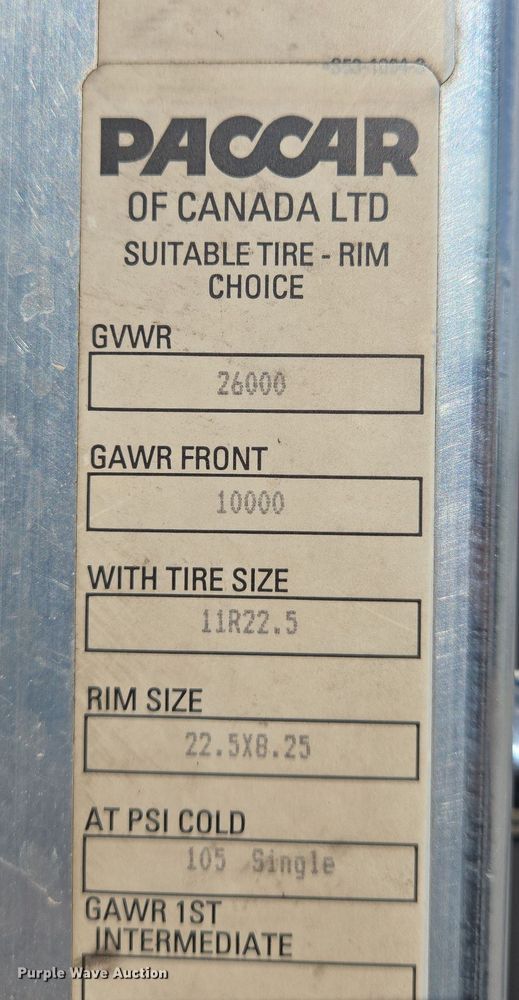 PACCAR
OF CANADA LTD
SUITABLE TIRE - RIM
CHOICE
GVWR
26000
GAWR FRONT
10000
WITH TIRE SIZE
11R22.5
RIM SIZE
22.5X8.25
AT PSI COLD
105 Single
GAWR 1ST
INTERMEDIATE
Purple Wave Auction